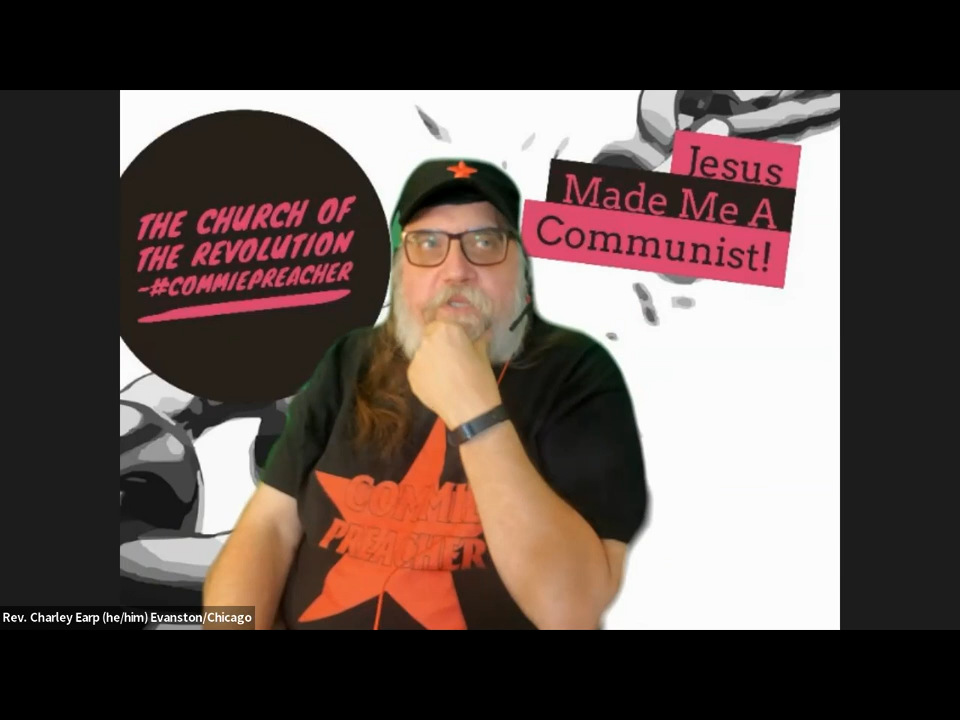 THE CHURCH OF
THE REVOLUTION
-#COMMIEPREACHER
Jesus
Made Me A
Communist!
COMMIE
PREACHER
Rev. Charley Earp (he/him) Evanston/Chicago